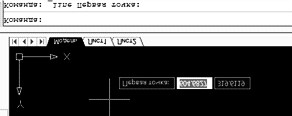 Первая точка:
Y
X
Модель Лист1 Лист2
Команда:
Команда: _line Первая точка: